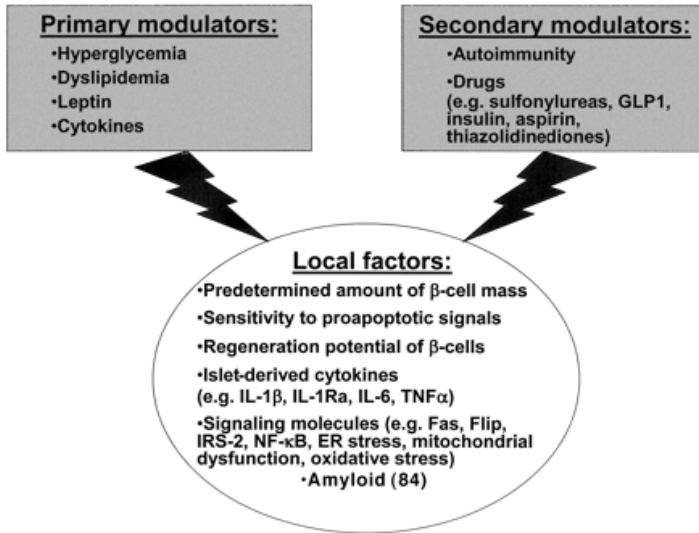 Primary modulators:
•Hyperglycemia
•Dyslipidemia
•Leptin
•Cytokines
Secondary modulators:
•Autoimmunity
•Drugs
(e.g. sulfonylureas, GLP1,
insulin, aspirin,
thiazolidinediones)
Local factors:
•Predetermined amount of β-cell mass
•Sensitivity to proapoptotic signals
•Regeneration potential of β-cells
•Islet-derived cytokines
(e.g. IL-1β, IL-1Ra, IL-6, TNFα)
•Signaling molecules (e.g. Fas, Flip,
IRS-2, NF-κB, ER stress, mitochondrial
dysfunction, oxidative stress)
•Amyloid (84)